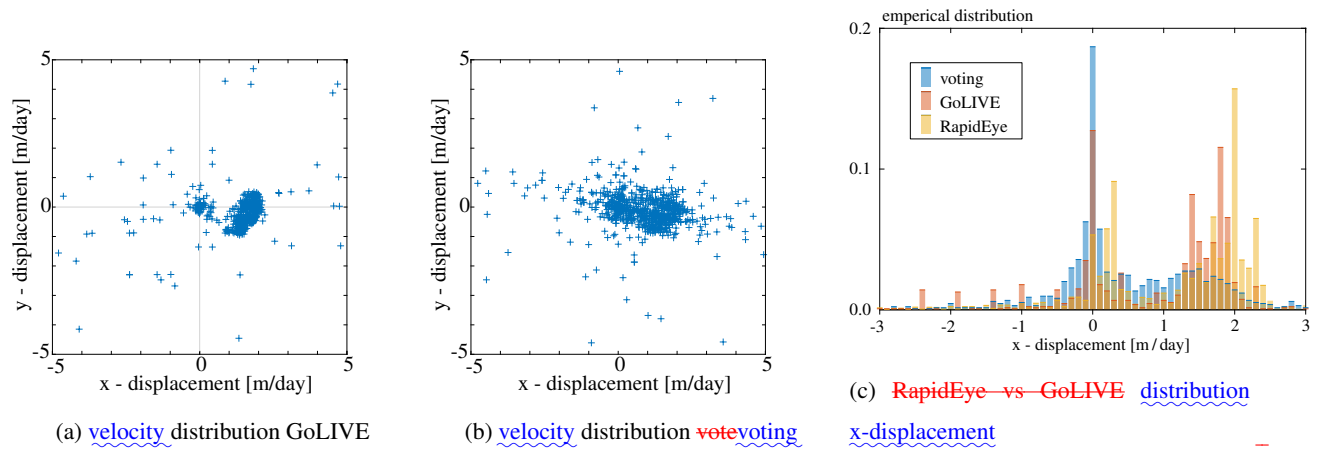 5
0
-5
-5
0
5
y - displacement [m/day]
x - displacement [m/day]
(a) velocity distribution GoLIVE
5
0
-5
-5
0
5
y - displacement [m/day]
x - displacement [m/day]
(b) velocity distribution votevoting
emperical distribution
0.2
0.1
0.0
voting
GoLIVE
RapidEye
-3
-2
-1
0
1
2
3
x - displacement [m / day]
(c) RapidEye vs GoLIVE distribution
x-displacement